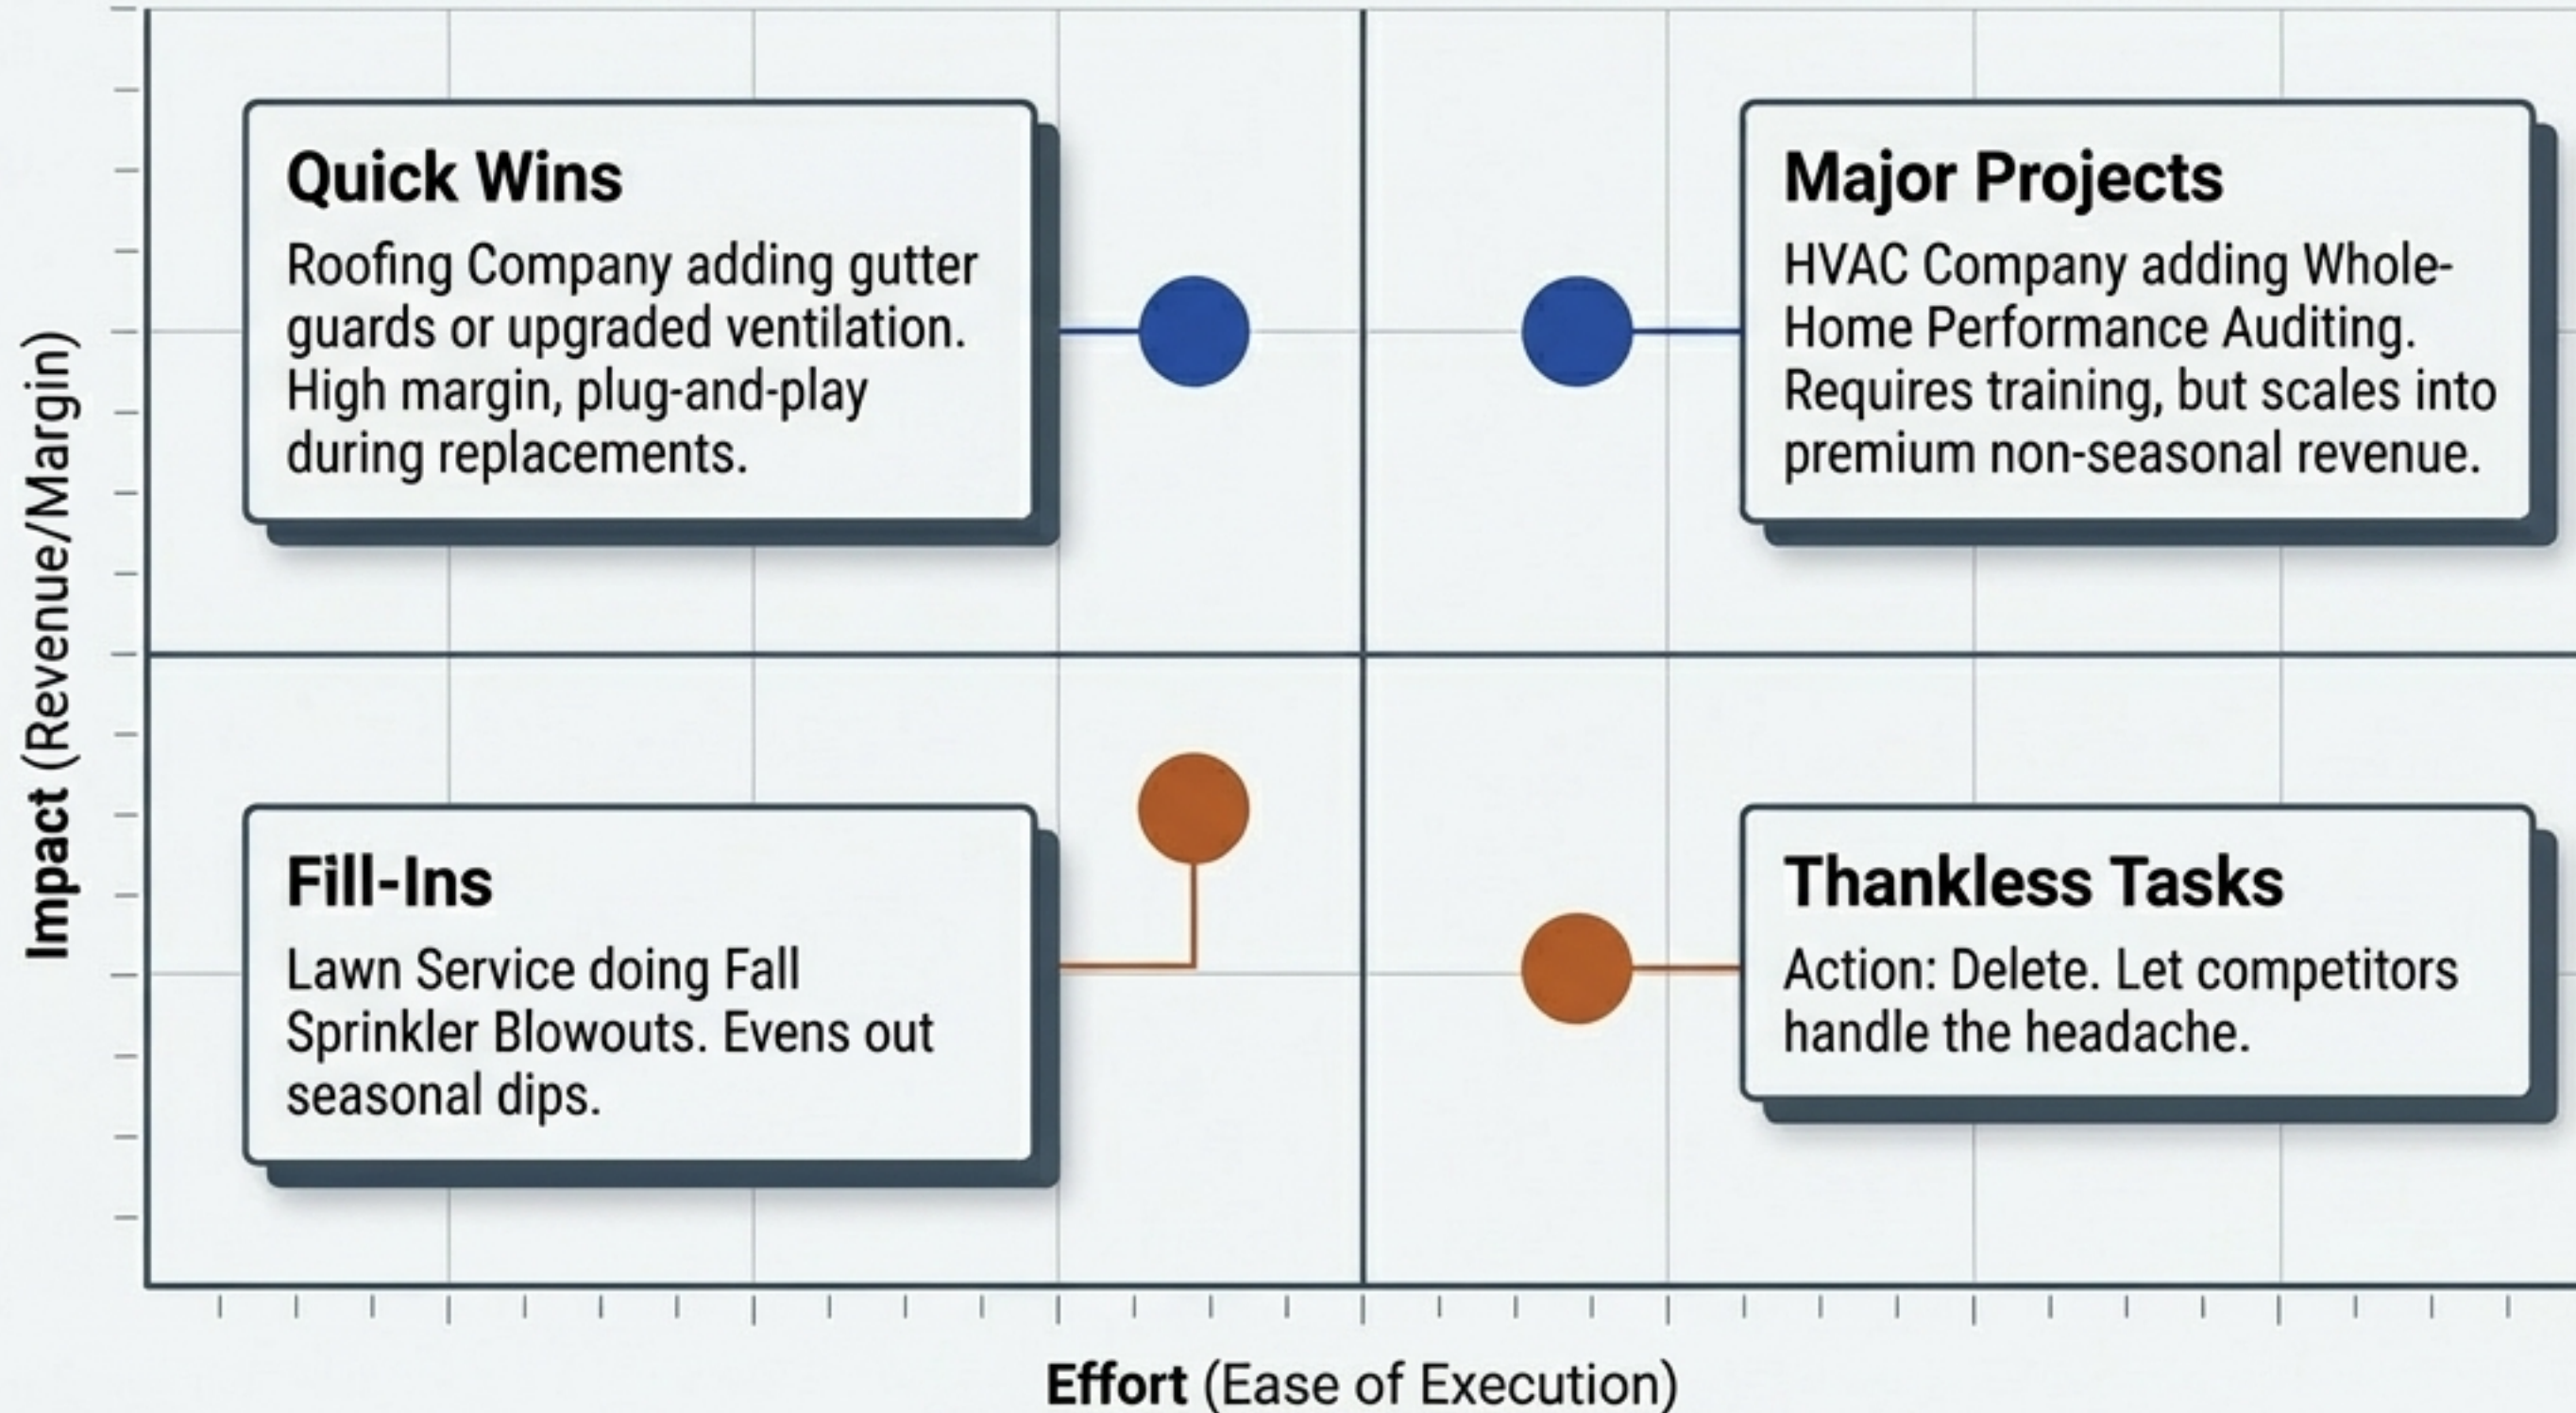 Impact (Revenue/Margin)
Quick Wins
Roofing Company adding gutter
guards or upgraded ventilation.
High margin, plug-and-play
during replacements.
Major Projects
HVAC Company adding Whole-
Home Performance Auditing.
Requires training, but scales into
premium non-seasonal revenue.
Fill-Ins
Lawn Service doing Fall
Sprinkler Blowouts. Evens out
seasonal dips.
Thankless Tasks
Action: Delete. Let competitors
handle the headache.
Effort (Ease of Execution)